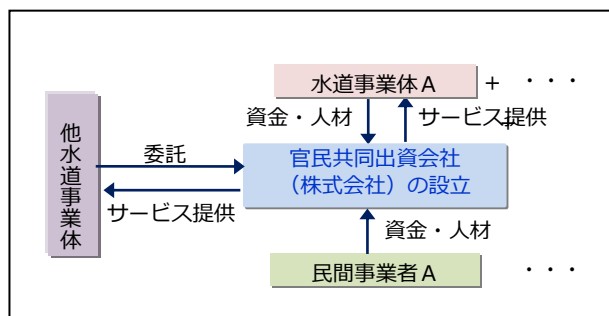 水道事業体A + ・・・
資金・人材
サービス提供
+
他水道事業体
委託
官民共同出資会社
（株式会社）の設立
サービス提供
資金・人材
民間事業者A ・・・